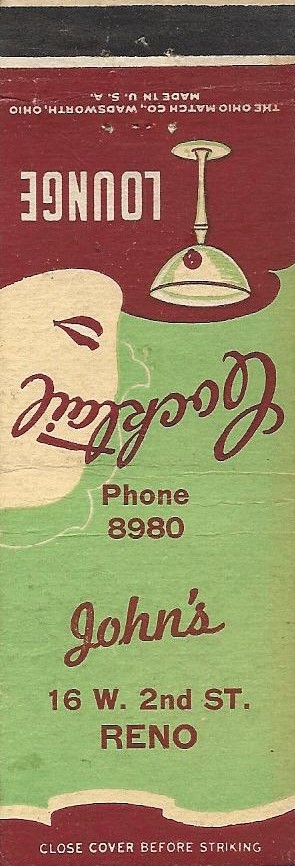 THE OHIO MATCH CO., WADSWORTH, OHIO
MADE IN U.S.A.
Cocktail
LOUNGE
Phone
8980
John's
16 W. 2nd ST.
RENO
CLOSE COVER BEFORE STRIKING